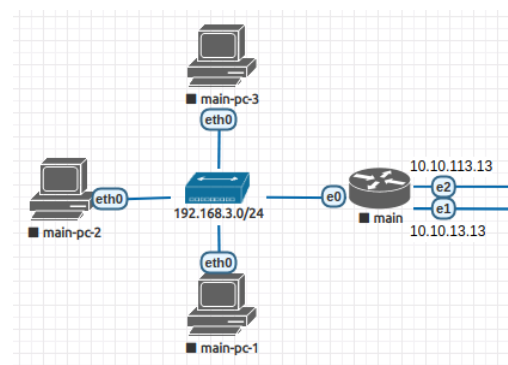 ■ main-pc-3
eth0
10.10.113.13
eth0
192.168.3.0/24
e0
■ main
e2
e1
■ main-pc-2
10.10.13.13
eth0
■ main-pc-1